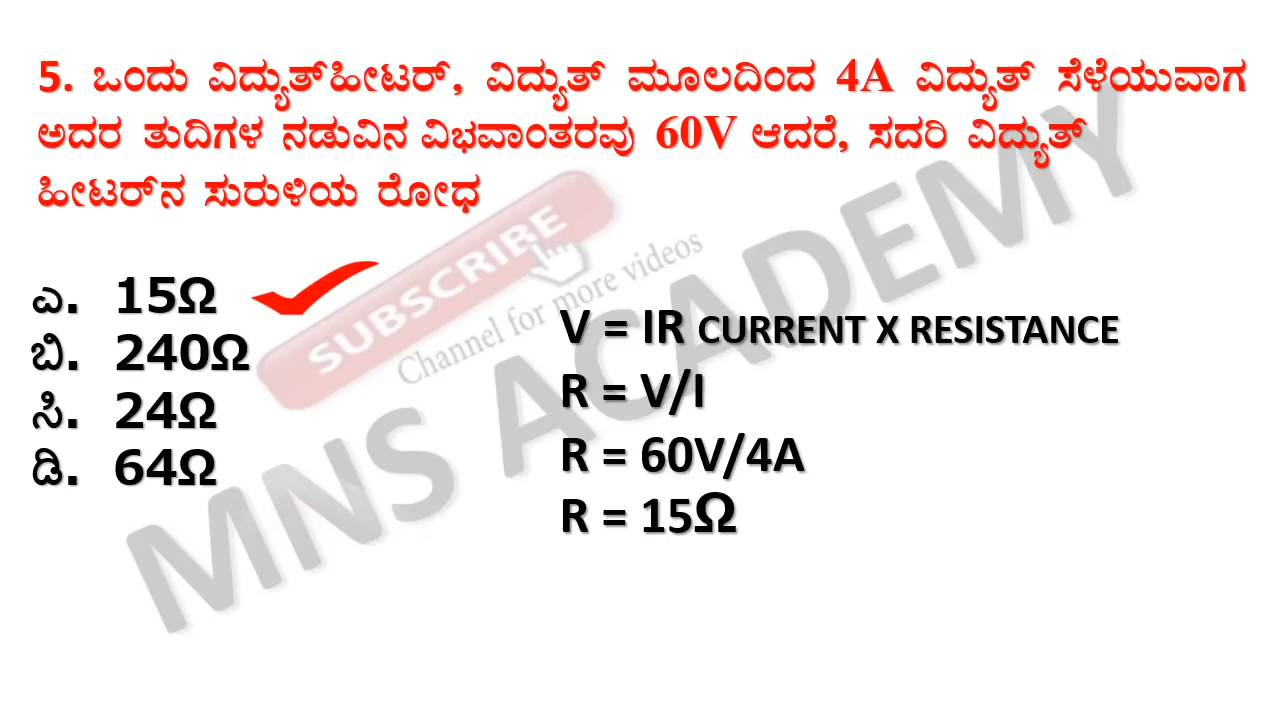 5. ಒಂದು ವಿದ್ಯುತ್‌ಹೀಟರ್, ವಿದ್ಯುತ್ ಮೂಲದಿಂದ 4A ವಿದ್ಯುತ್ ಸೆಳೆಯುವಾಗ
ಅದರ ತುದಿಗಳ ನಡುವಿನ ವಿಭವಾಂತರವು 60V ಆದರೆ, ಸದರಿ ವಿದ್ಯುತ್
ಹೀಟರ್‌ನ ಸುರುಳಿಯ ರೋಧ
ಎ. 15Ω
ಬಿ. 240Ω
ಸಿ. 24Ω
ಡಿ. 64Ω
V = IR CURRENT X RESISTANCE
R = V/I
R = 60V/4A
R = 15Ω
SUBSCRIBE
Channel for more videos
MNS ACADEMY